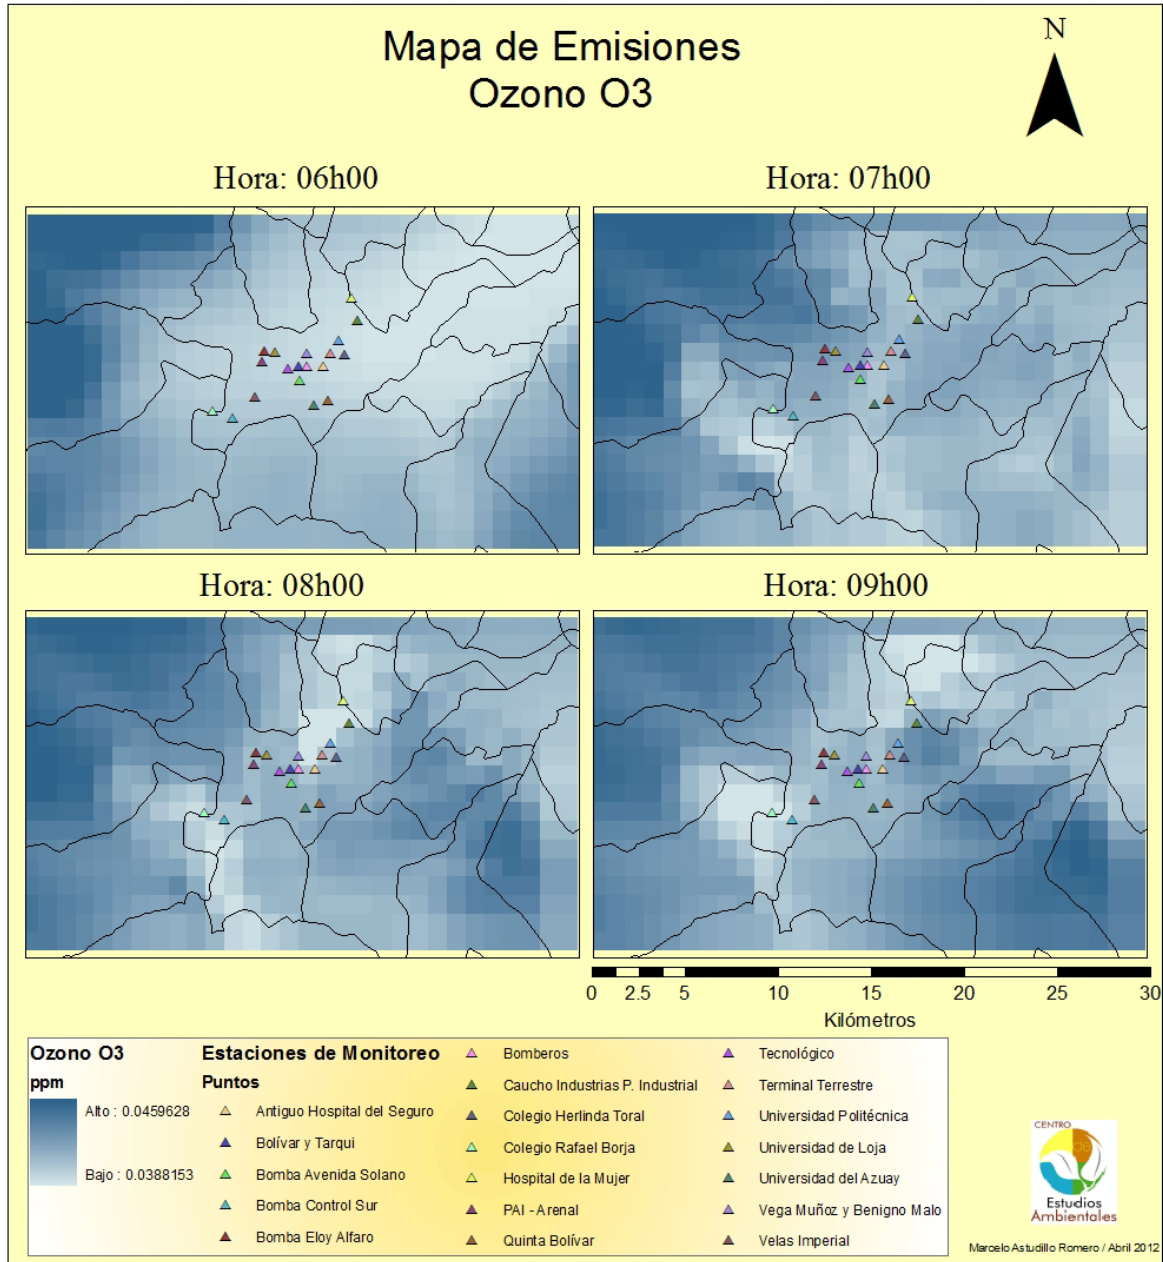 Mapa de Emisiones
Ozono O3
N
Hora: 06h00
Hora: 07h00
Hora: 08h00
Hora: 09h00
0 2.5 5 10 15 20 25 30
Kilómetros
Ozono O3
ppm
Alto : 0.0459628
Bajo : 0.0388153
Estaciones de Monitoreo
Puntos
Antiguo Hospital del Seguro
Bolívar y Tarqui
Bomba Avenida Solano
Bomba Control Sur
Bomba Eloy Alfaro
Bomberos
Caucho Industrias P. Industrial
Colegio Herlinda Toral
Colegio Rafael Borja
Hospital de la Mujer
PAI - Arenal
Quinta Bolívar
Tecnológico
Terminal Terrestre
Universidad Politécnica
Universidad de Loja
Universidad del Azuay
Vega Muñoz y Benigno Malo
Velas Imperial
CENTRO
de
Estudios
Ambientales
Marcelo Astudillo Romero / Abril 2012